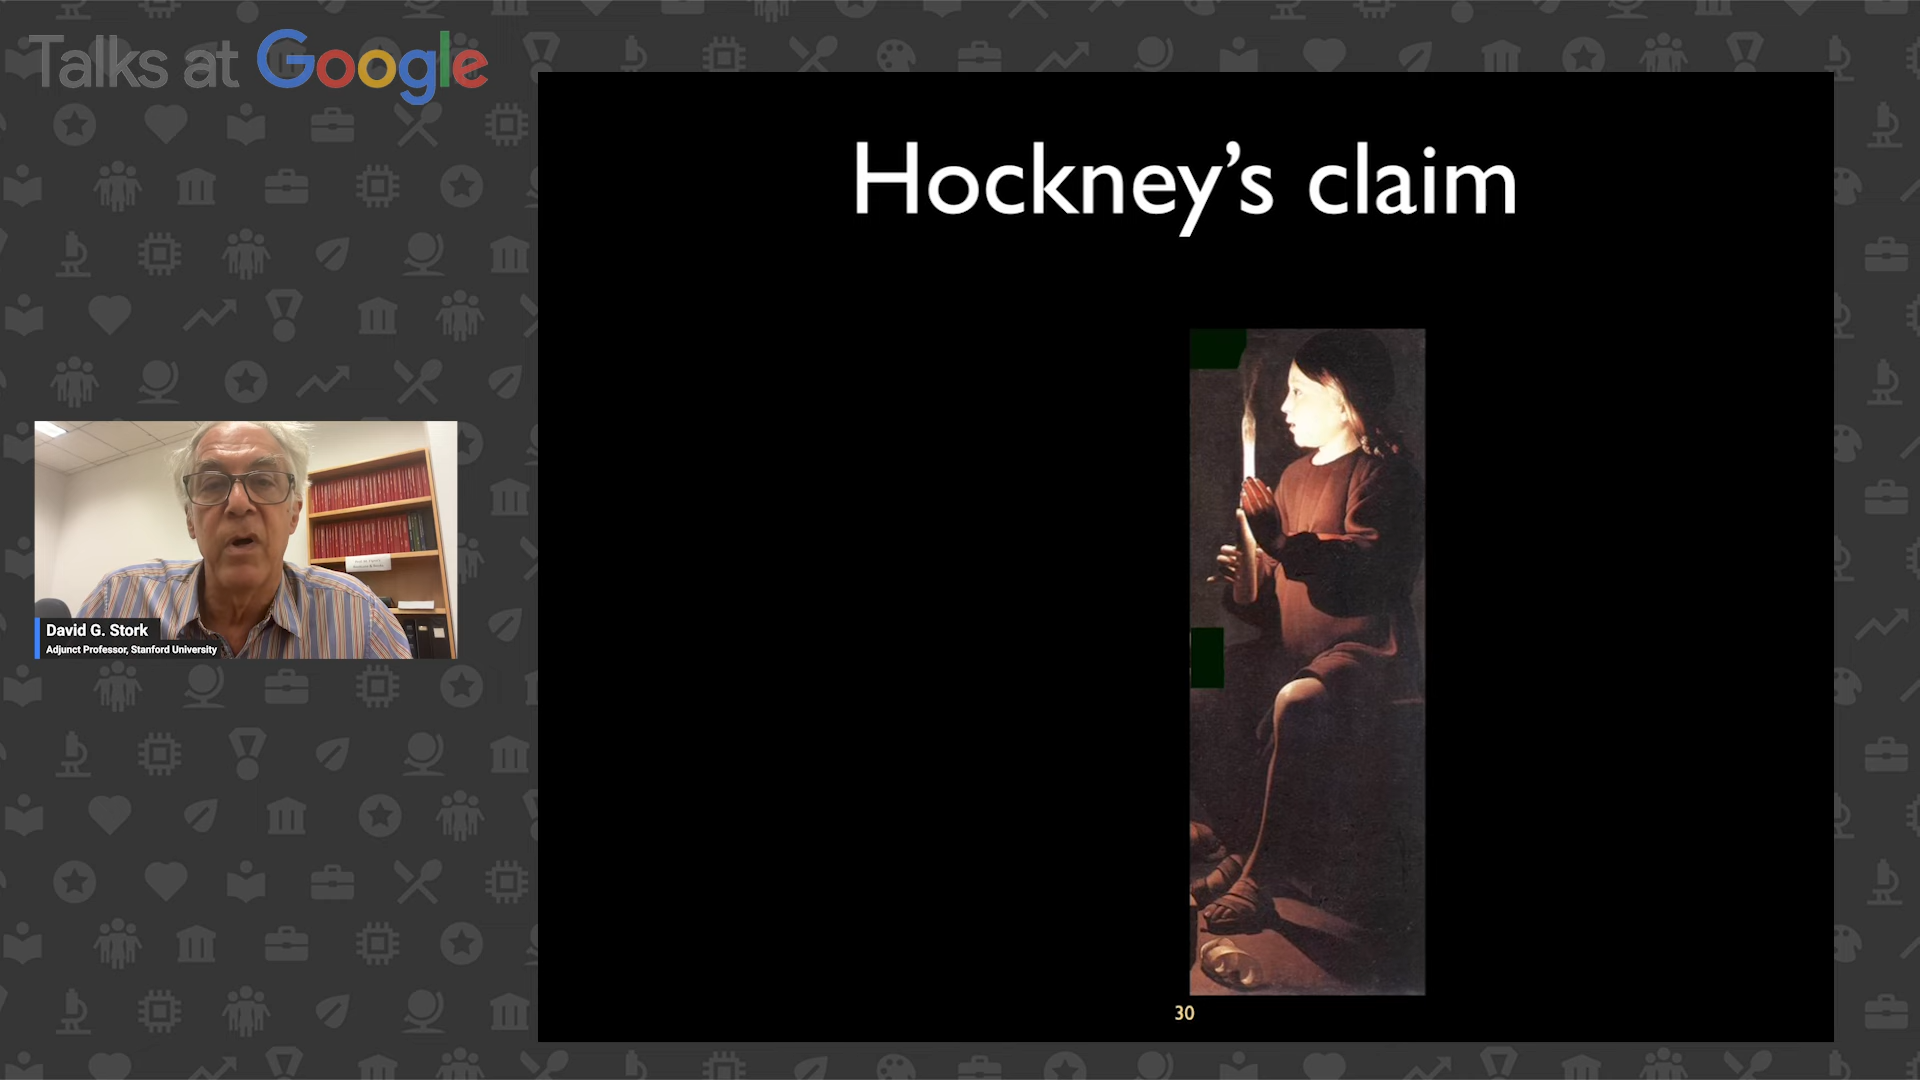 Talks at Google
Hockney's claim
David G. Stork
Adjunct Professor, Stanford University
30